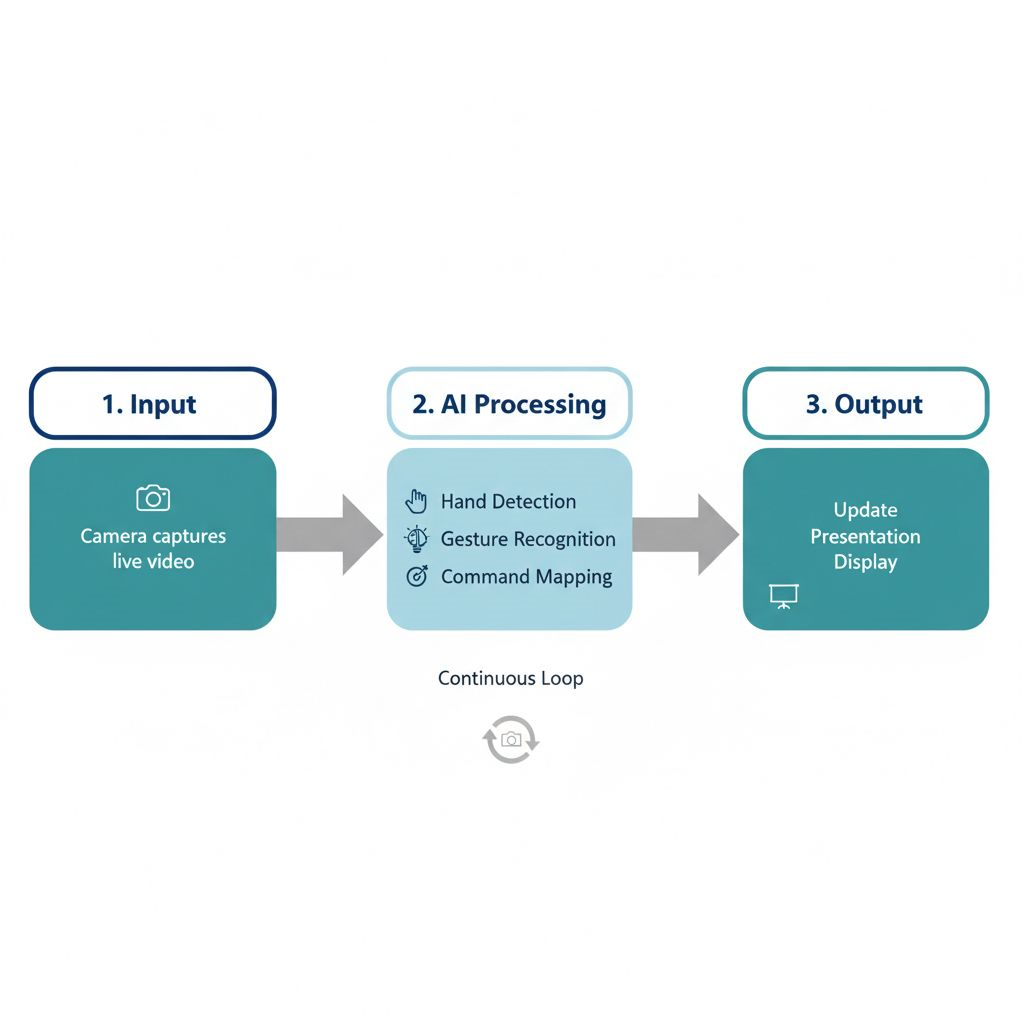 1. Input
Camera captures
live video
2. AI Processing
Hand Detection
Gesture Recognition
Command Mapping
3. Output
Update
Presentation
Display
Continuous Loop